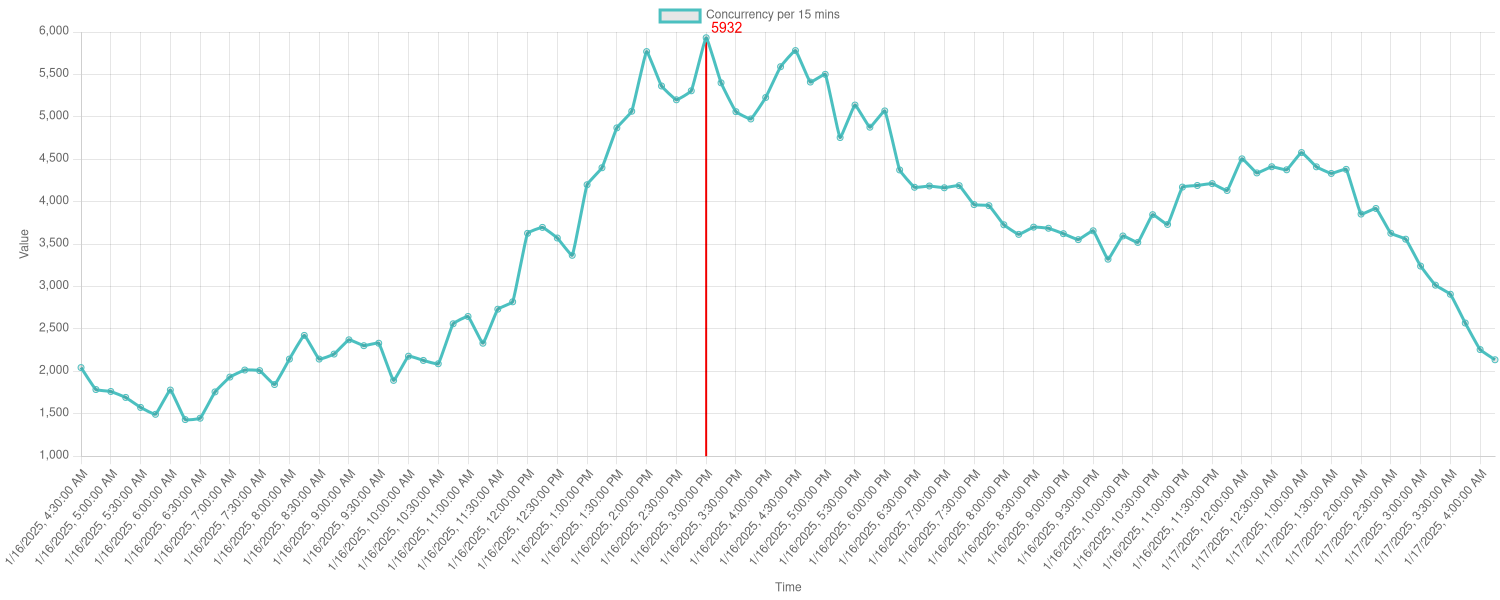 Concurrency per 15 mins
5932
Value
6,000
5,500
5,000
4,500
4,000
3,500
3,000
2,500
2,000
1,500
1,000
1/16/2025, 4:30:00 AM
1/16/2025, 5:00:00 AM
1/16/2025, 5:30:00 AM
1/16/2025, 6:00:00 AM
1/16/2025, 6:30:00 AM
1/16/2025, 7:00:00 AM
1/16/2025, 7:30:00 AM
1/16/2025, 8:00:00 AM
1/16/2025, 8:30:00 AM
1/16/2025, 9:00:00 AM
1/16/2025, 9:30:00 AM
1/16/2025, 10:00:00 AM
1/16/2025, 10:30:00 AM
1/16/2025, 11:00:00 AM
1/16/2025, 11:30:00 AM
1/16/2025, 12:00:00 PM
1/16/2025, 12:30:00 PM
1/16/2025, 1:00:00 PM
1/16/2025, 1:30:00 PM
1/16/2025, 2:00:00 PM
1/16/2025, 2:30:00 PM
1/16/2025, 3:00:00 PM
1/16/2025, 3:30:00 PM
1/16/2025, 4:00:00 PM
1/16/2025, 4:30:00 PM
1/16/2025, 5:00:00 PM
1/16/2025, 5:30:00 PM
1/16/2025, 6:00:00 PM
1/16/2025, 6:30:00 PM
1/16/2025, 7:00:00 PM
1/16/2025, 7:30:00 PM
1/16/2025, 8:00:00 PM
1/16/2025, 8:30:00 PM
1/16/2025, 9:00:00 PM
1/16/2025, 9:30:00 PM
1/16/2025, 10:00:00 PM
1/16/2025, 10:30:00 PM
1/16/2025, 11:00:00 PM
1/16/2025, 11:30:00 PM
1/17/2025, 12:00:00 AM
1/17/2025, 12:30:00 AM
1/17/2025, 1:00:00 AM
1/17/2025, 1:30:00 AM
1/17/2025, 2:00:00 AM
1/17/2025, 2:30:00 AM
1/17/2025, 3:00:00 AM
1/17/2025, 3:30:00 AM
1/17/2025, 4:00:00 AM
Time